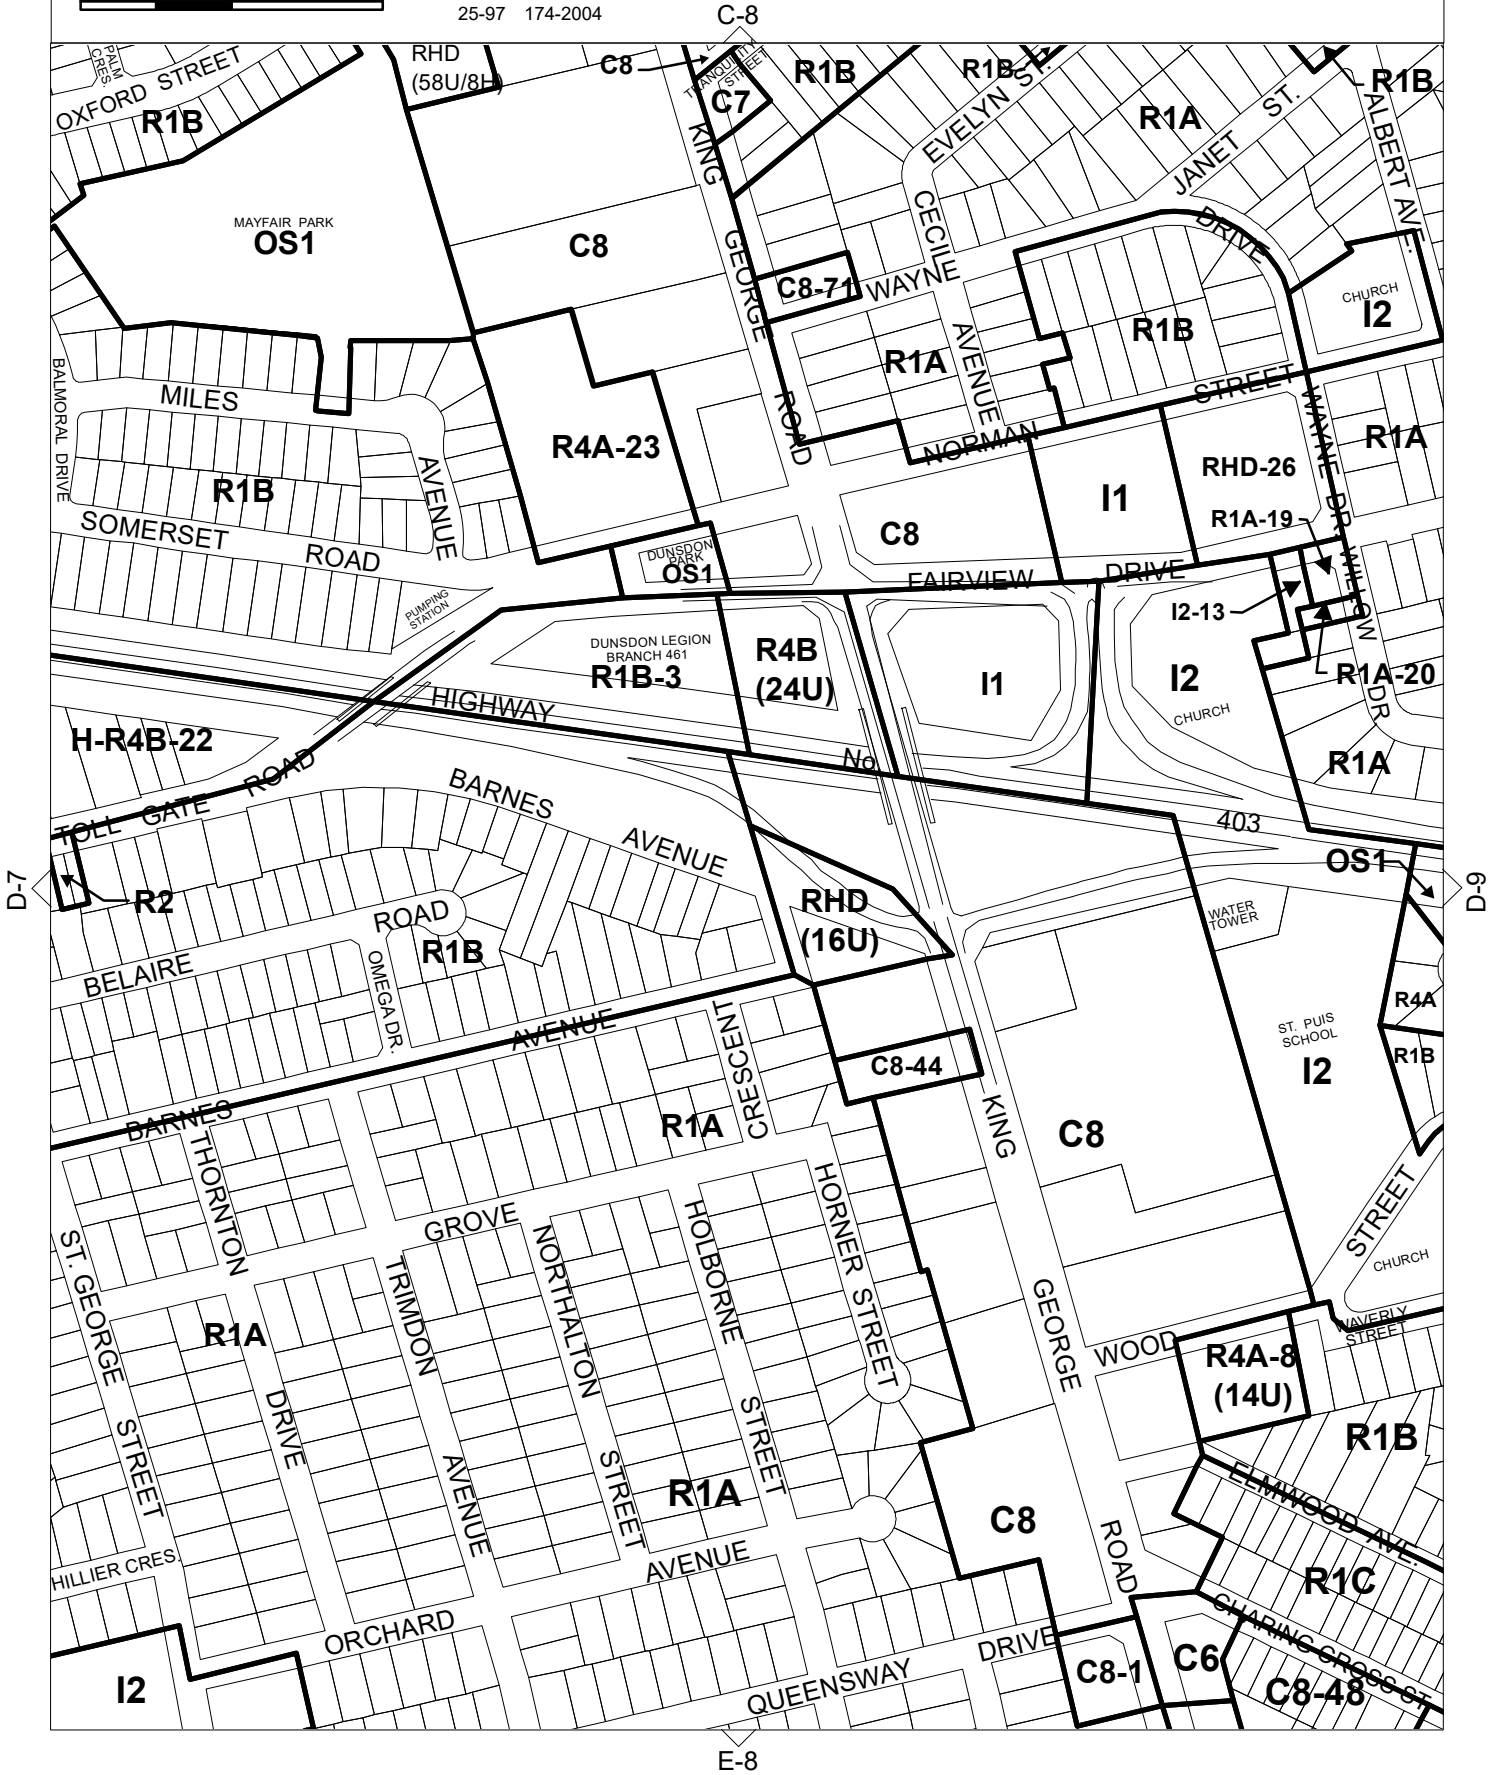 25-97 174-2004
C-8
RHD
(58U/8H)
PALM
CRES.
OXFORD STREET
R1B
C8
TRANQUILITY
STREET
C7
R1B
R1B
EVELYN ST.
R1A
JANET ST.
R1B
ALBERT AVE.
MAYFAIR PARK
OS1
C8
KING
GEORGE
ROAD
C8-71
WAYNE
DRIVE
CECILE
AVENUE
R1A
R1B
CHURCH
I2
BALMORAL DRIVE
MILES
AVENUE
R1B
R4A-23
NORMAN
STREET
WAYNE DR.
R1A
SOMERSET
ROAD
C8
I1
RHD-26
R1A-19
DUNSDON
PARK
OS1
FAIRVIEW
DRIVE
PUMPING
STATION
I2-13
WILLOW
DR
R1A-20
DUNSDON LEGION
BRANCH 461
R1B-3
R4B
(24U)
I1
I2
CHURCH
R1A
H-R4B-22
HIGHWAY
No.
403
TOLL GATE ROAD
BARNES
AVENUE
D-7
R2
RHD
(16U)
OS1
D-9
WATER
TOWER
ROAD
BELAIRE
R1B
OMEGA DR.
R4A
R1B
ST. PUIS
SCHOOL
I2
AVENUE
BARNES
CRESCENT
C8-44
R1A
KING
C8
THORNTON
GROVE
HORNER STREET
STREET
CHURCH
ST. GEORGE
STREET
R1A
DRIVE
TRIMDON
AVENUE
NORTHALTON
STREET
HOLBORNE
STREET
R1A
GEORGE
ROAD
WOOD
WAVERLY
STREET
R4A-8
(14U)
R1B
C8
ELMWOOD AVE.
R1C
HILLIER CRES.
AVENUE
ORCHARD
CHARING CROSS ST.
I2
QUEENSWAY
DRIVE
C8-1
C6
C8-48
E-8